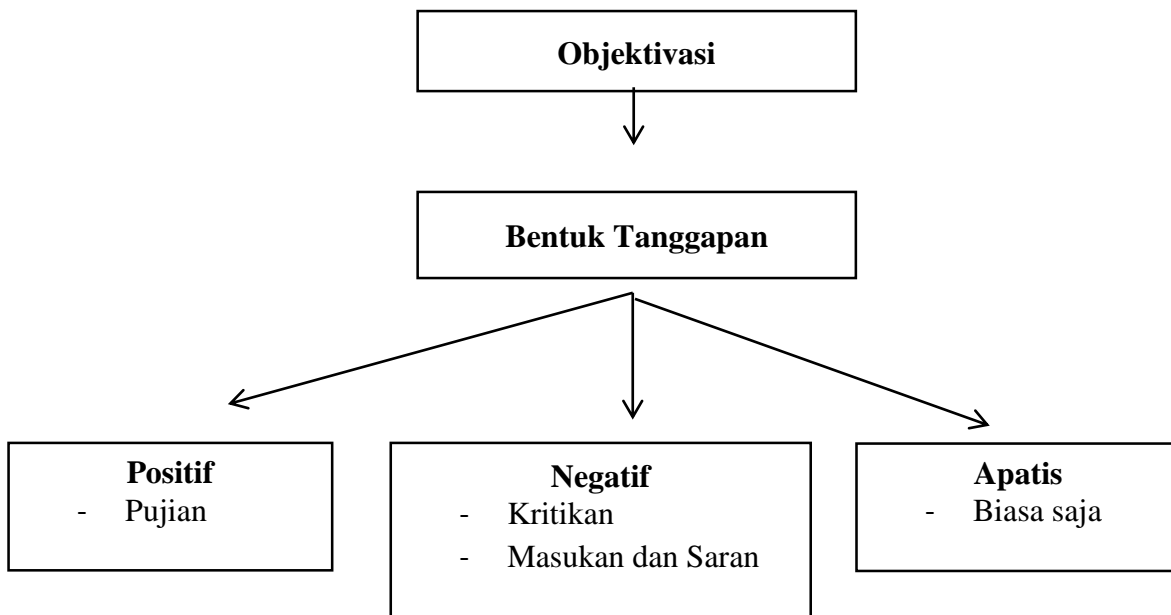 Objektivasi
Bentuk Tanggapan
Positif
- Pujian
Negatif
- Kritikan
- Masukan dan Saran
Apatis
- Biasa saja